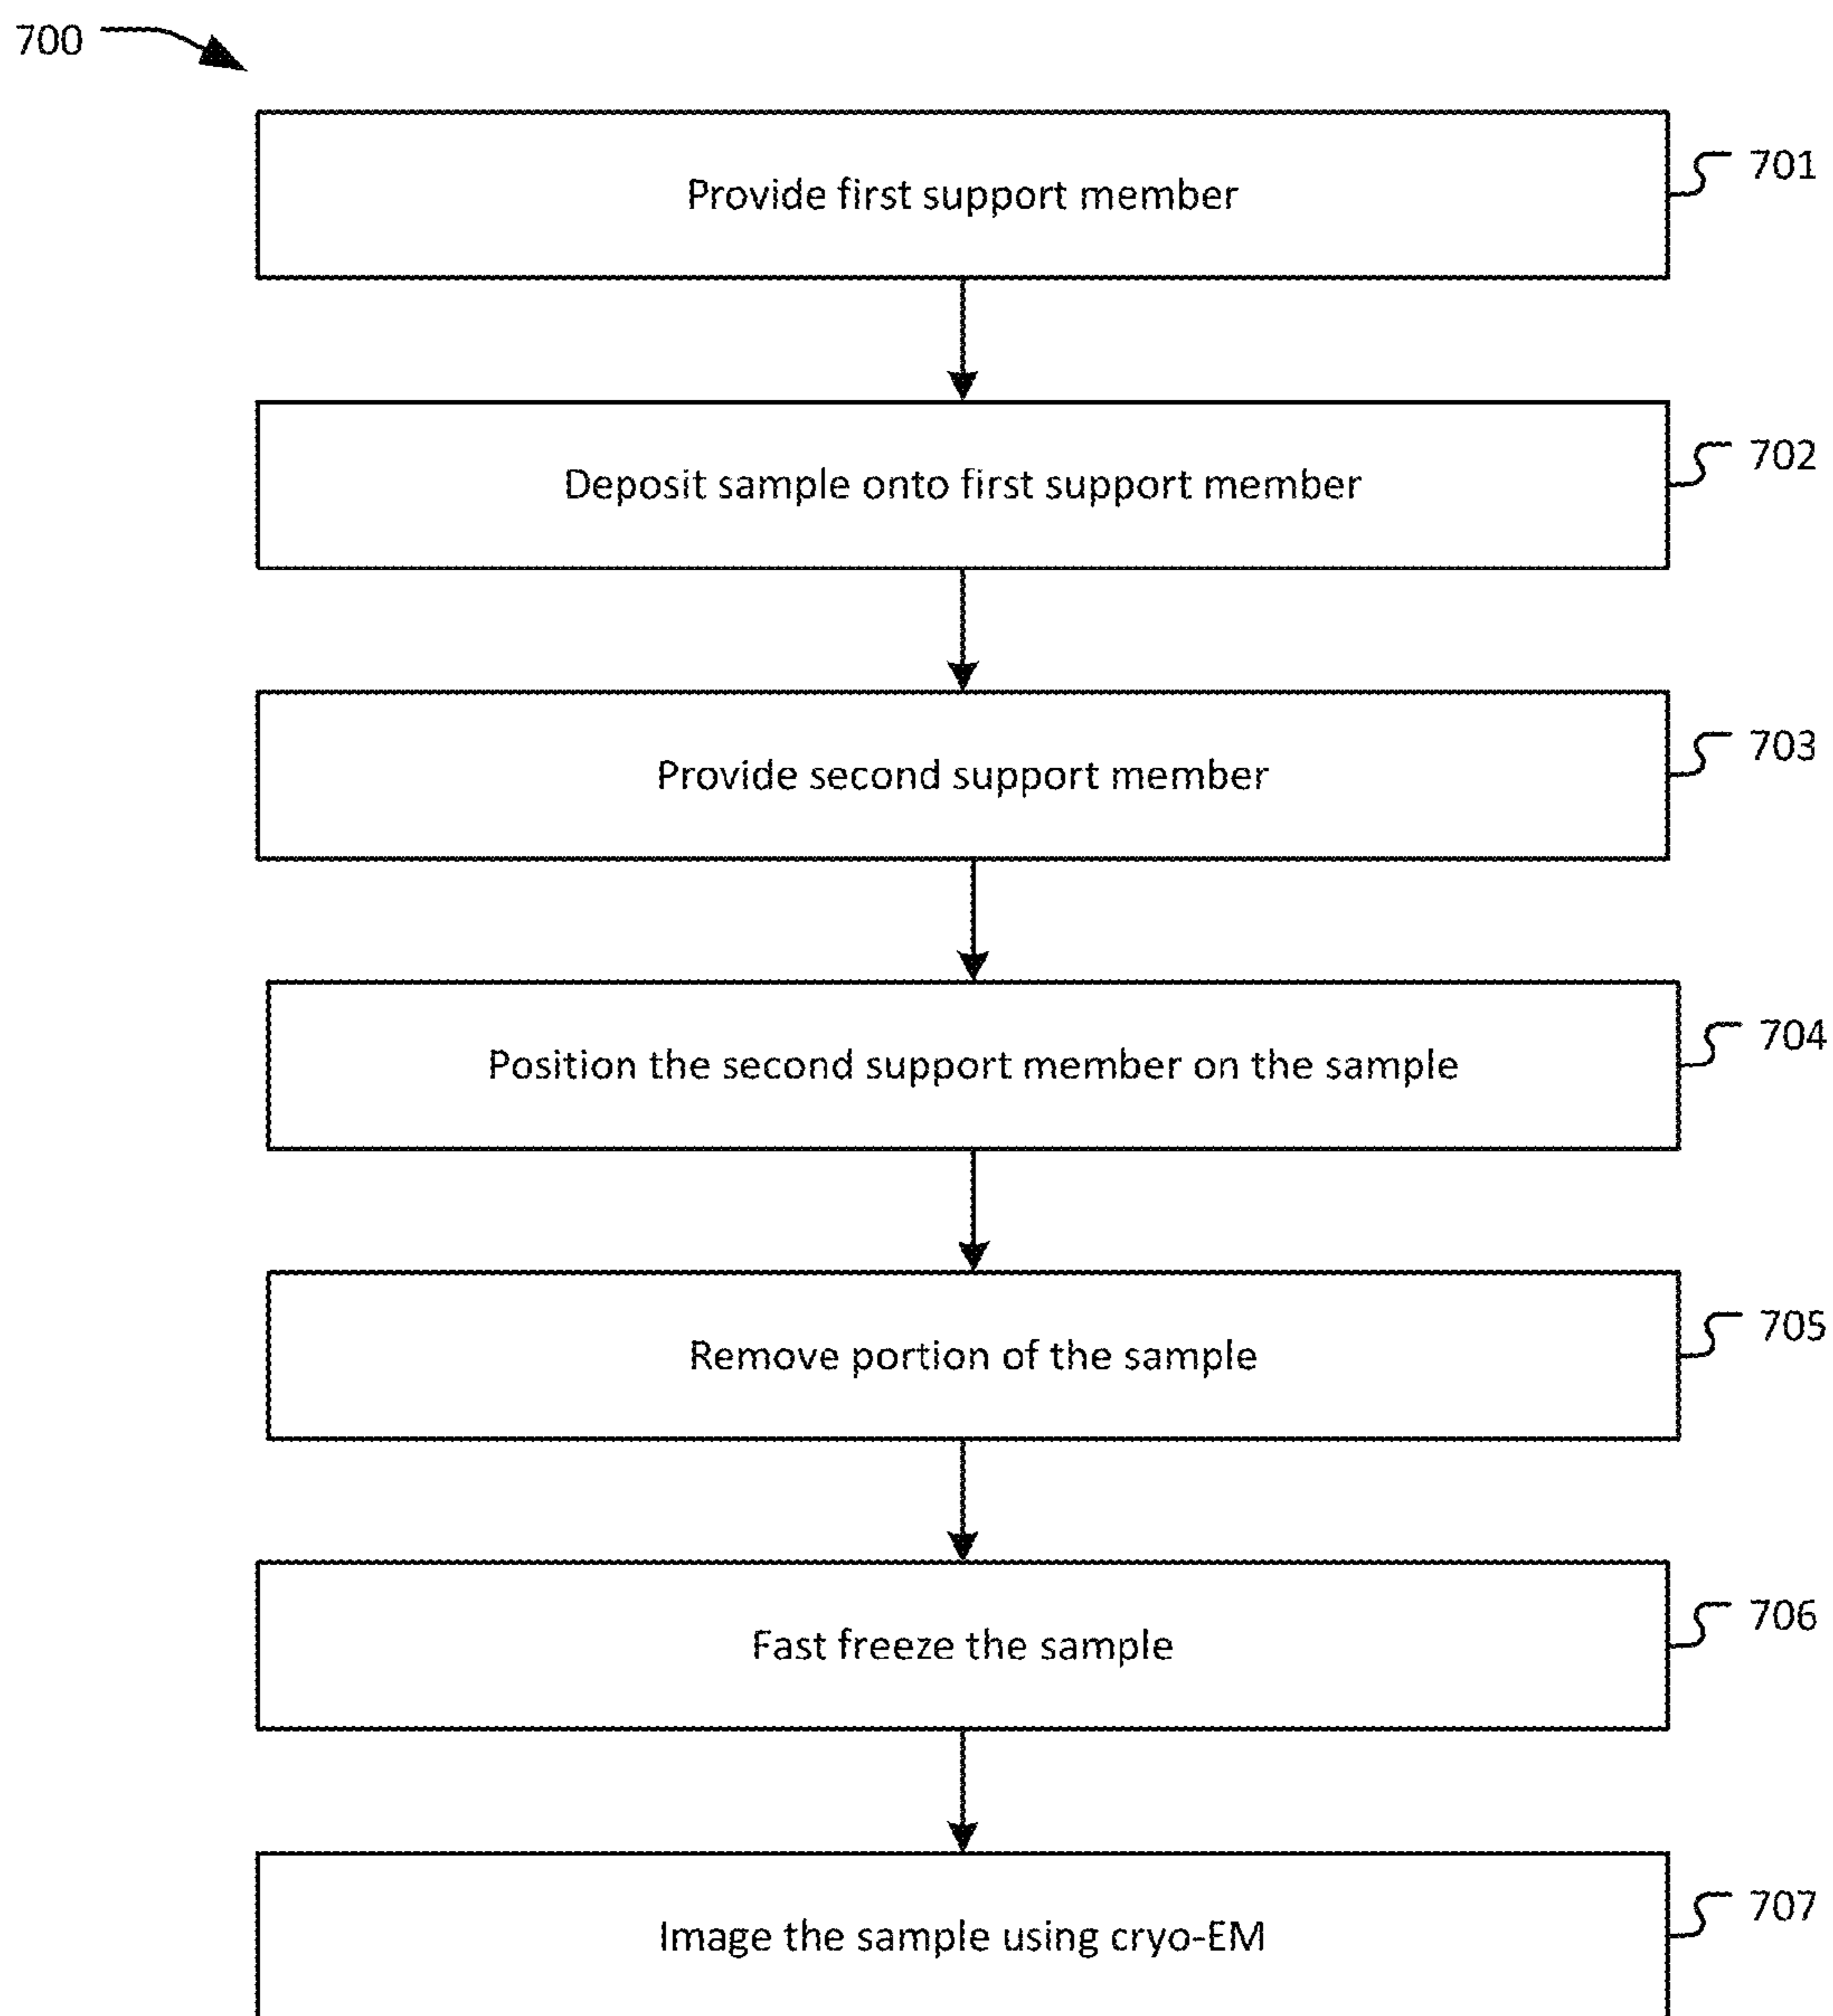 700
Provide first support member
701
Deposit sample onto first support member
702
Provide second support member
703
Position the second support member on the sample
704
Remove portion of the sample
705
Fast freeze the sample
706
Image the sample using cryo-EM
707